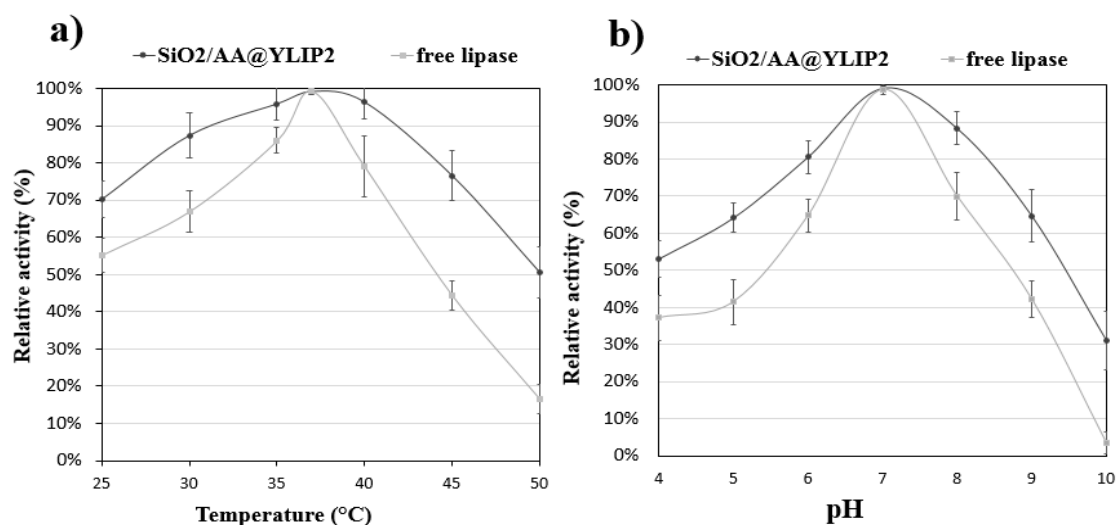 a)
SiO2/AA@YLIP2 free lipase
100%
90%
80%
70%
60%
50%
40%
30%
20%
10%
0%
Relative activity (%)
25 30 35 40 45 50
Temperature (°C)
b)
SiO2/AA@YLIP2 free lipase
100%
90%
80%
70%
60%
50%
40%
30%
20%
10%
0%
Relative activity (%)
4 5 6 7 8 9 10
pH